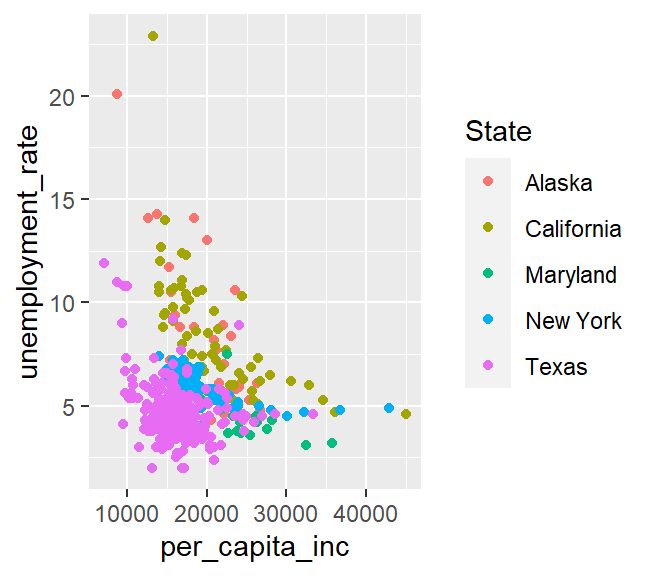 20
15
10
5
unemployment_rate
10000 20000 30000 40000
per_capita_inc
State
Alaska
California
Maryland
New York
Texas